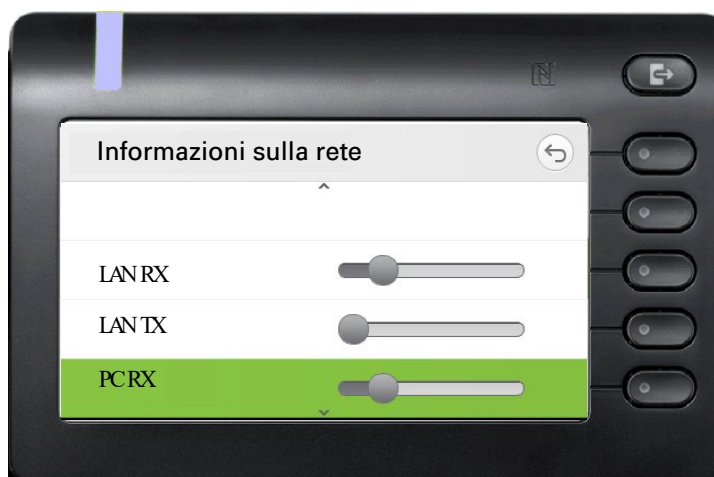 Informazioni sulla rete
LAN RX
LAN TX
PC RX